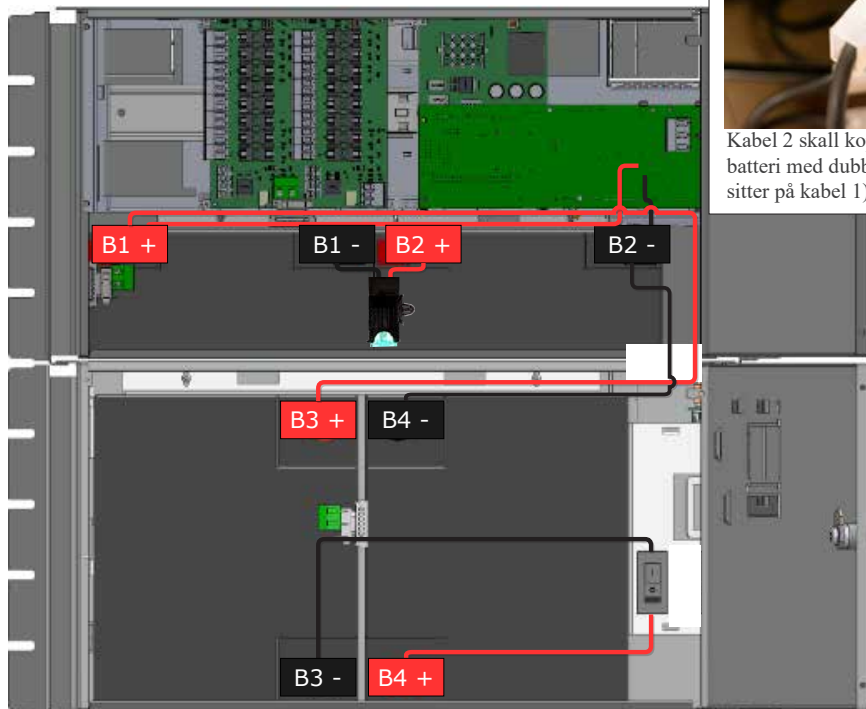 Kabel 2 skall ko
batteri med dubb
sitter på kabel 1)
B1 +
B1 -
B2 +
B2 -
B3 +
B4 -
B3 -
B4 +